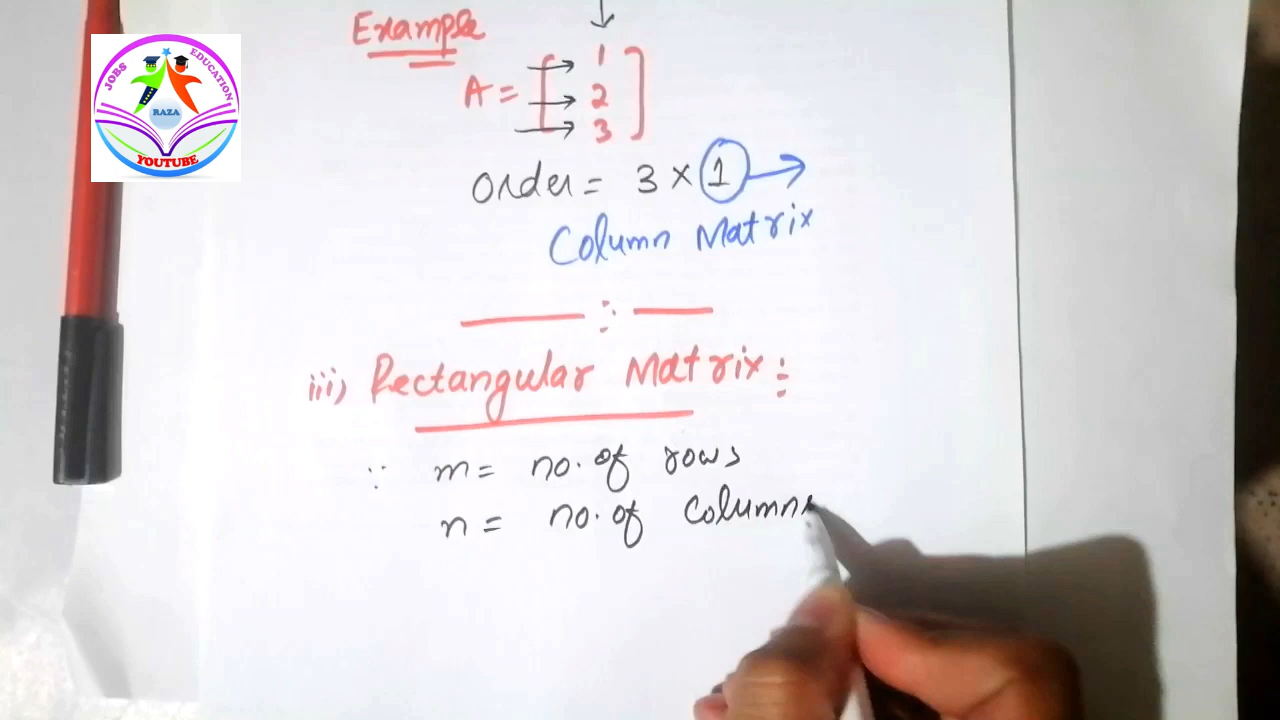 Example
A = [ 1
2
3 ]
JOBS EDUCATION
RAZA
YOUTUBE
Order = 3 × 1
Column Matrix
iii) Rectangular Matrix:
∵ m = no. of rows
n = no. of columns